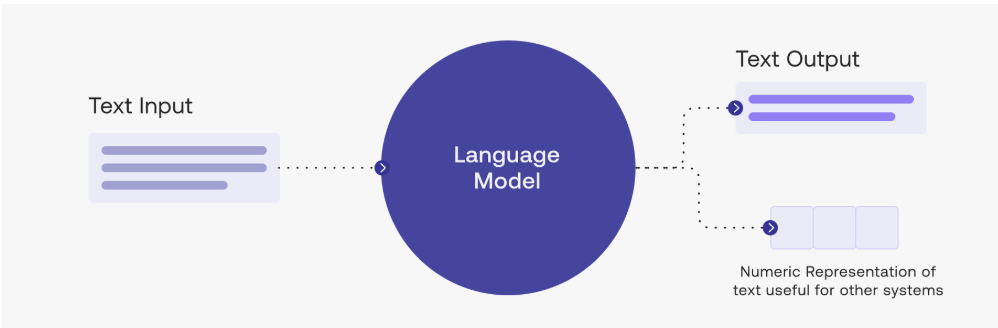 Text Input
Language
Model
Text Output
Numeric Representation of
text useful for other systems